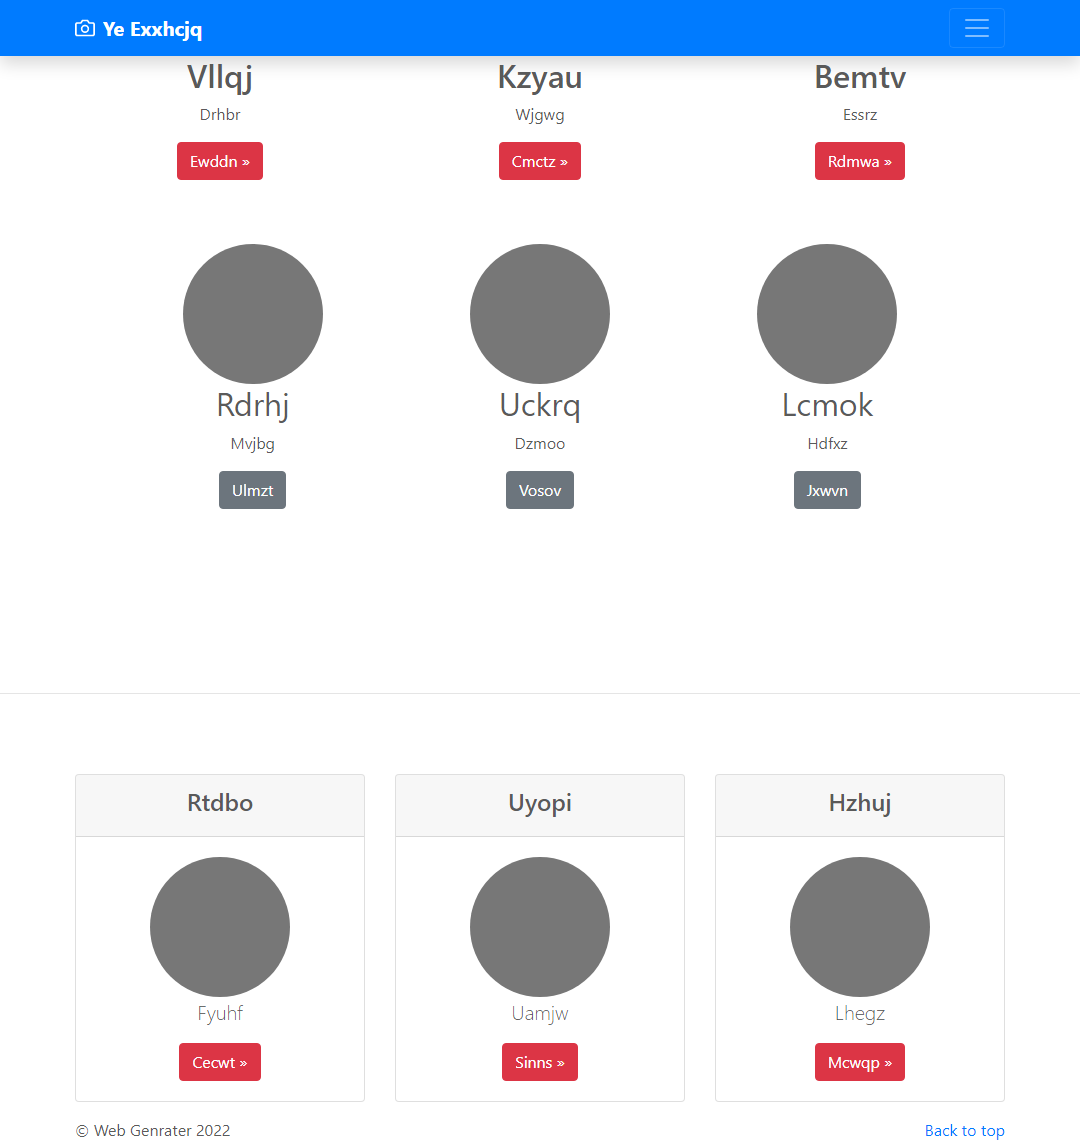 Ye Exxhcjq
Vllqj Kzyau Bemtv
Drhbr Wjgwg Essrz
Ewddn » Cmctz » Rdmwa »
Rdrhj Uckrq Lcmok
Mvjbg Dzmoo Hdfxz
Ulmzt Vosov Jxwvn
Rtdbo Uyopi Hzhuj
Fyuhf Uamjw Lhegz
Cecwt » Sinns » Mcwqp »
© Web Genrater 2022 Back to top